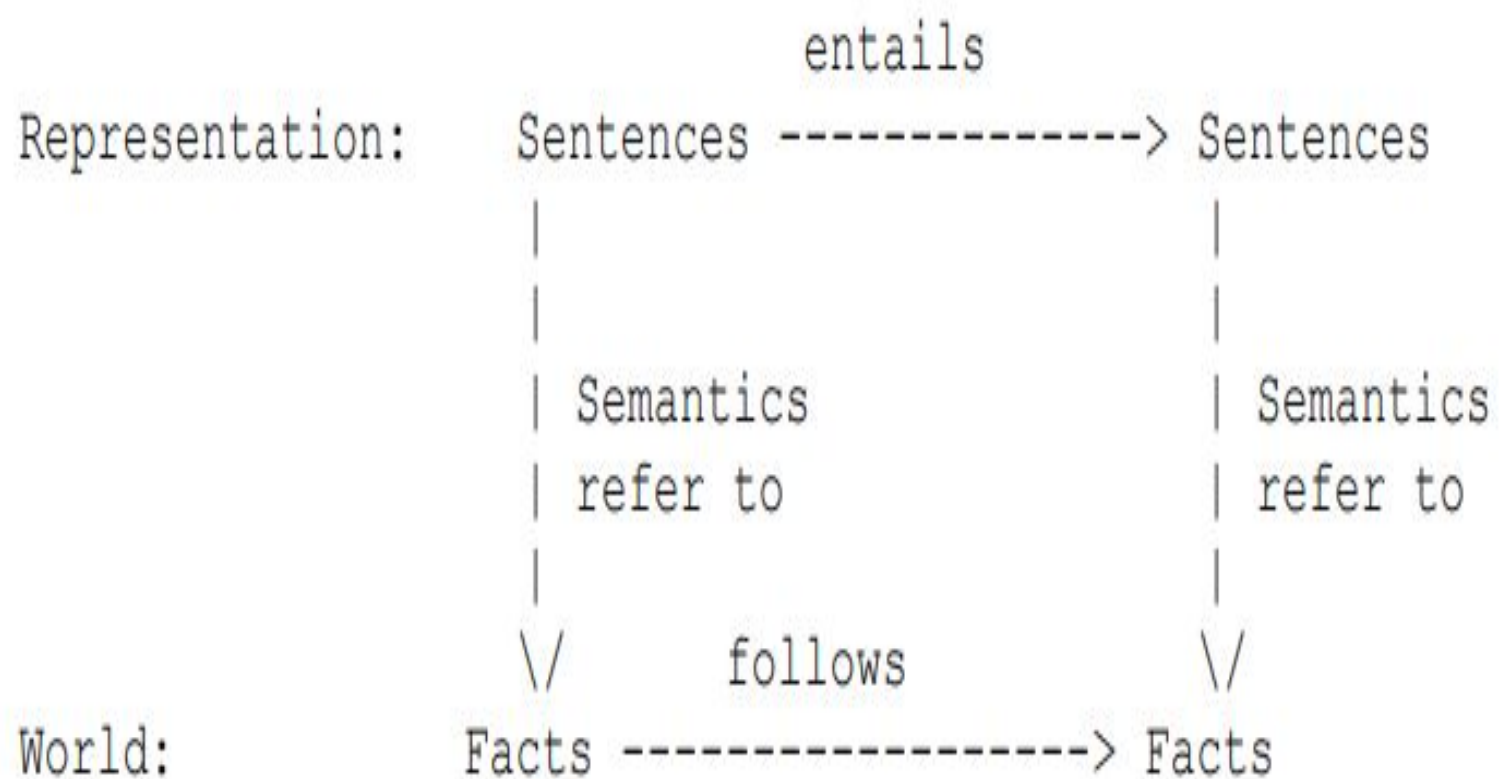 entails
Representation: Sentences --------------> Sentences
| |
| |
| Semantics | Semantics
| refer to | refer to
| |
\/ follows \/
World: Facts ------------------> Facts